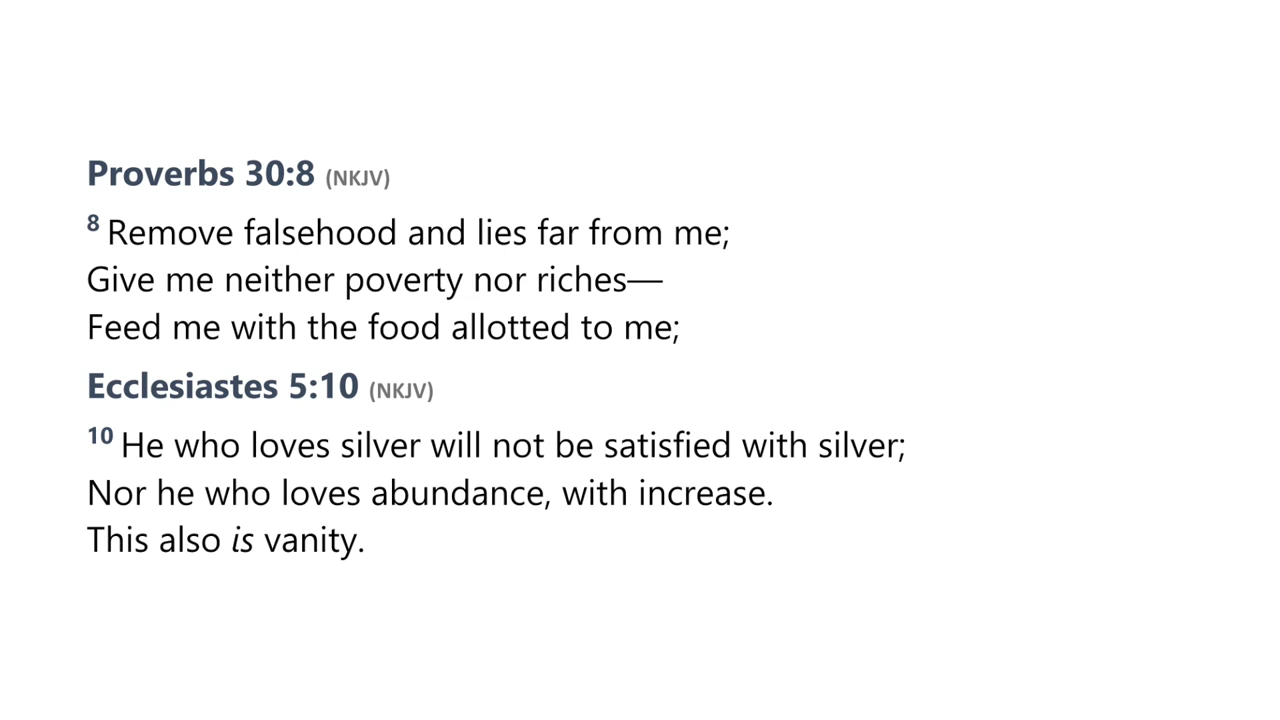 Proverbs 30:8 (NKJV)
8 Remove falsehood and lies far from me;
Give me neither poverty nor riches—
Feed me with the food allotted to me;
Ecclesiastes 5:10 (NKJV)
10 He who loves silver will not be satisfied with silver;
Nor he who loves abundance, with increase.
This also is vanity.